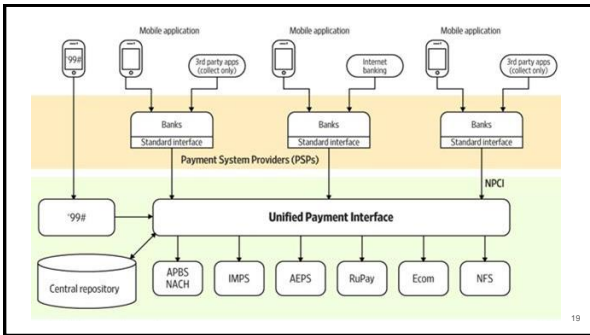 Mobile application
Mobile application
Mobile application
'99#
3rd party apps
(collect only)
Internet
banking
3rd party apps
(collect only)
Banks
Standard interface
Banks
Standard interface
Banks
Standard interface
Payment System Providers (PSPs)
NPCI
'99#
Unified Payment Interface
Central repository
APBS
NACH
IMPS
AEPS
RuPay
Ecom
NFS
19